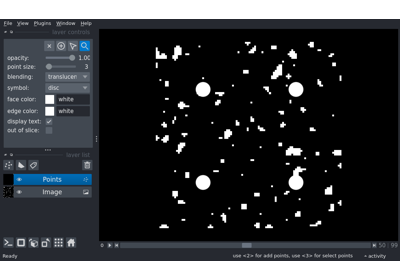 File View Plugins Window Help
layer controls
opacity: 1.00
point size: 3
blending: translucen
symbol: disc
face color: white
edge color: white
display text:
out of slice:
layer list
Points
Image
0 50 99
Ready use <2> for add points, use <3> for select points activity